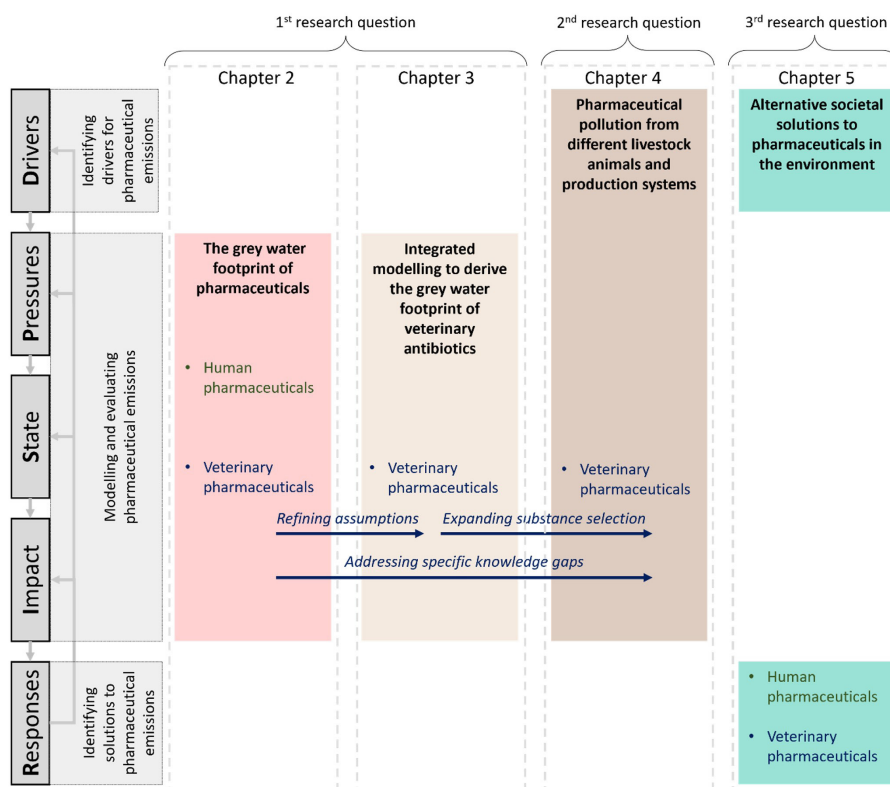 1st research question
2nd research question
3rd research question
Chapter 2
Chapter 3
Chapter 4
Chapter 5
Drivers
Identifying
drivers for
pharmaceutical
emissions
Pharmaceutical
pollution from
different livestock
animals and
production systems
Alternative societal
solutions to
pharmaceuticals in
the environment
Pressures
State
Impact
Modelling and evaluating
pharmaceutical emissions
The grey water
footprint of
pharmaceuticals
Integrated
modelling to derive
the grey water
footprint of
veterinary
antibiotics
• Human
pharmaceuticals
• Veterinary
pharmaceuticals
• Veterinary
pharmaceuticals
• Veterinary
pharmaceuticals
Refining assumptions
Expanding substance selection
Addressing specific knowledge gaps
Responses
Identifying
solutions to
pharmaceutical
emissions
• Human
pharmaceuticals
• Veterinary
pharmaceuticals